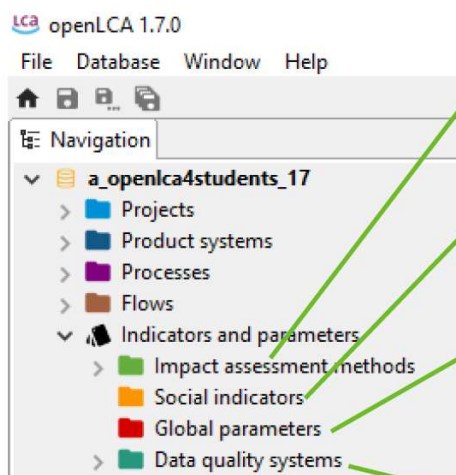 LCA openLCA 1.7.0
File Database Window Help
Navigation
a_openlca4students_17
Projects
Product systems
Processes
Flows
Indicators and parameters
Impact assessment methods
Social indicators
Global parameters
Data quality systems